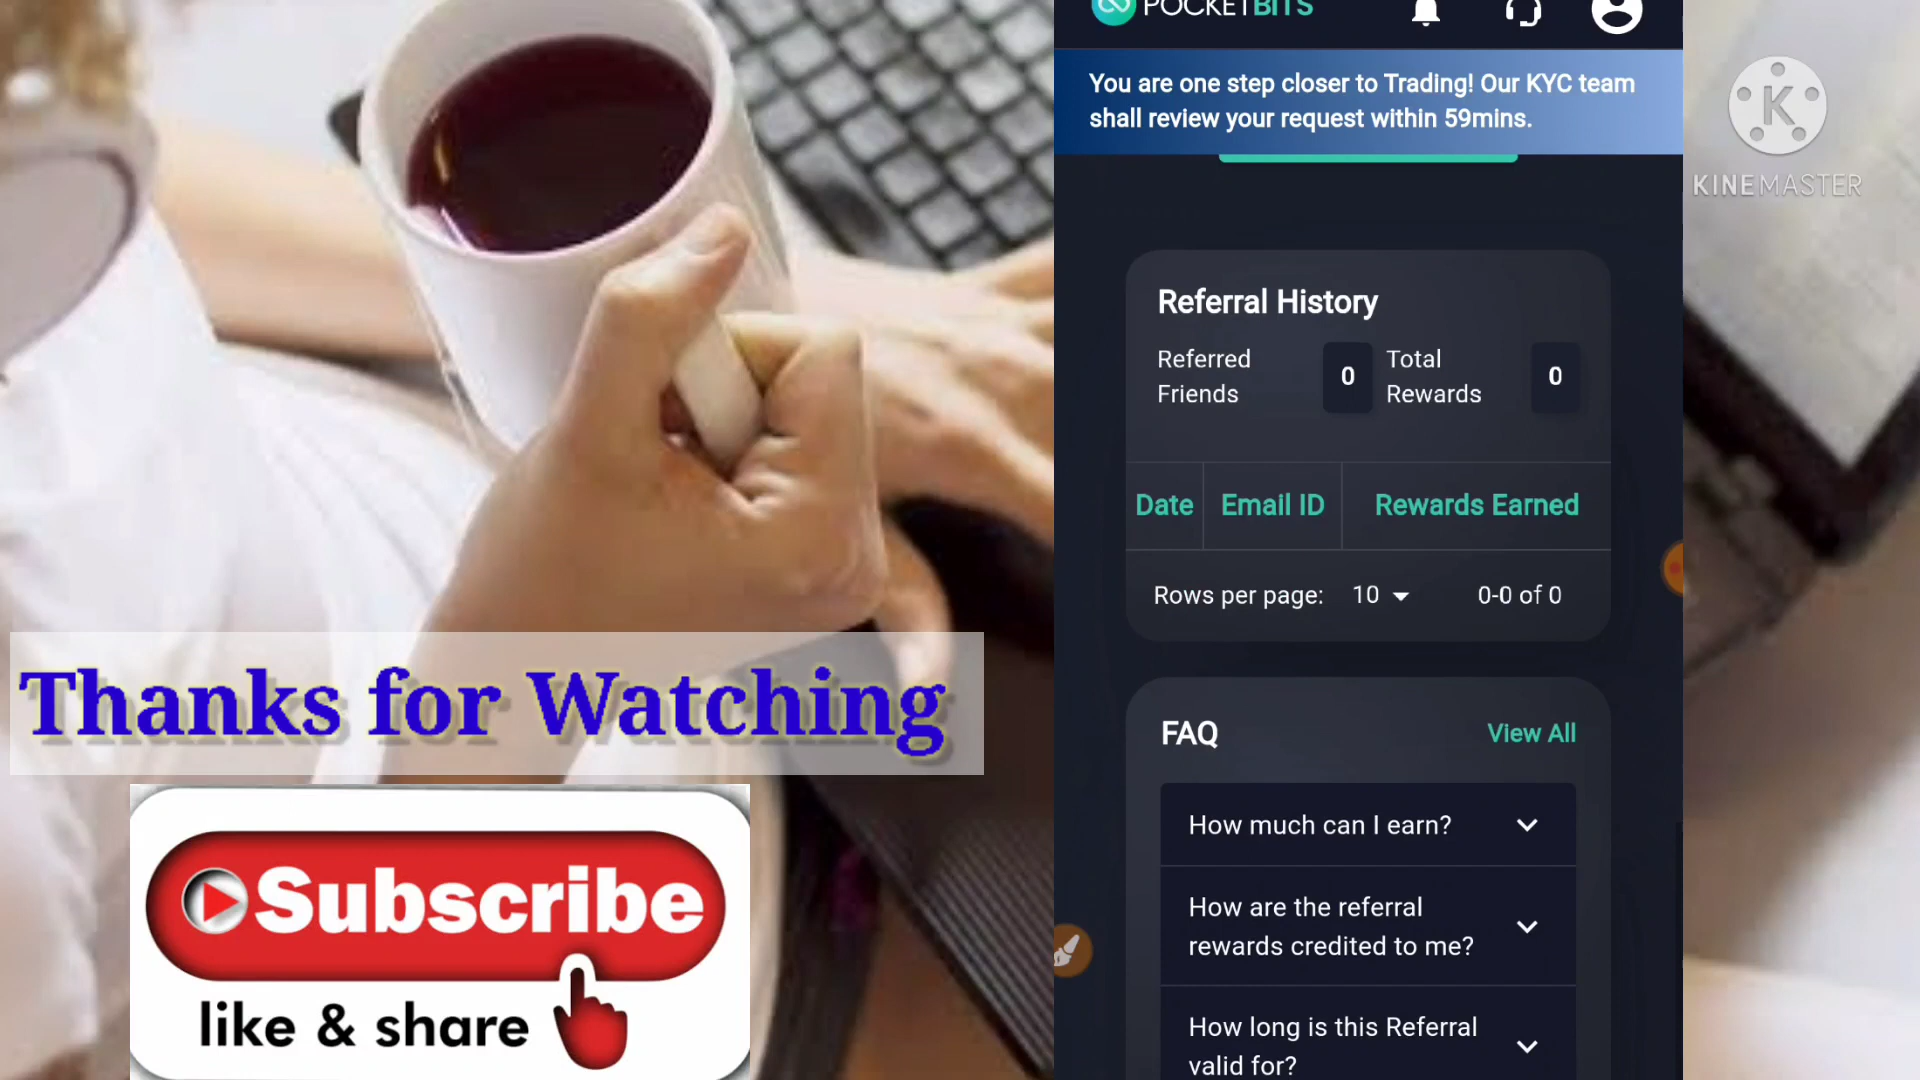 POCKETBITS
You are one step closer to Trading! Our KYC team
shall review your request within 59mins.
K
KINEMASTER
Referral History
Referred
Friends
0
Total
Rewards
0
Date
Email ID
Rewards Earned
Rows per page:
10
0-0 of 0
FAQ
View All
How much can I earn?
How are the referral
rewards credited to me?
How long is this Referral
valid for?
Thanks for Watching
Subscribe
like & share